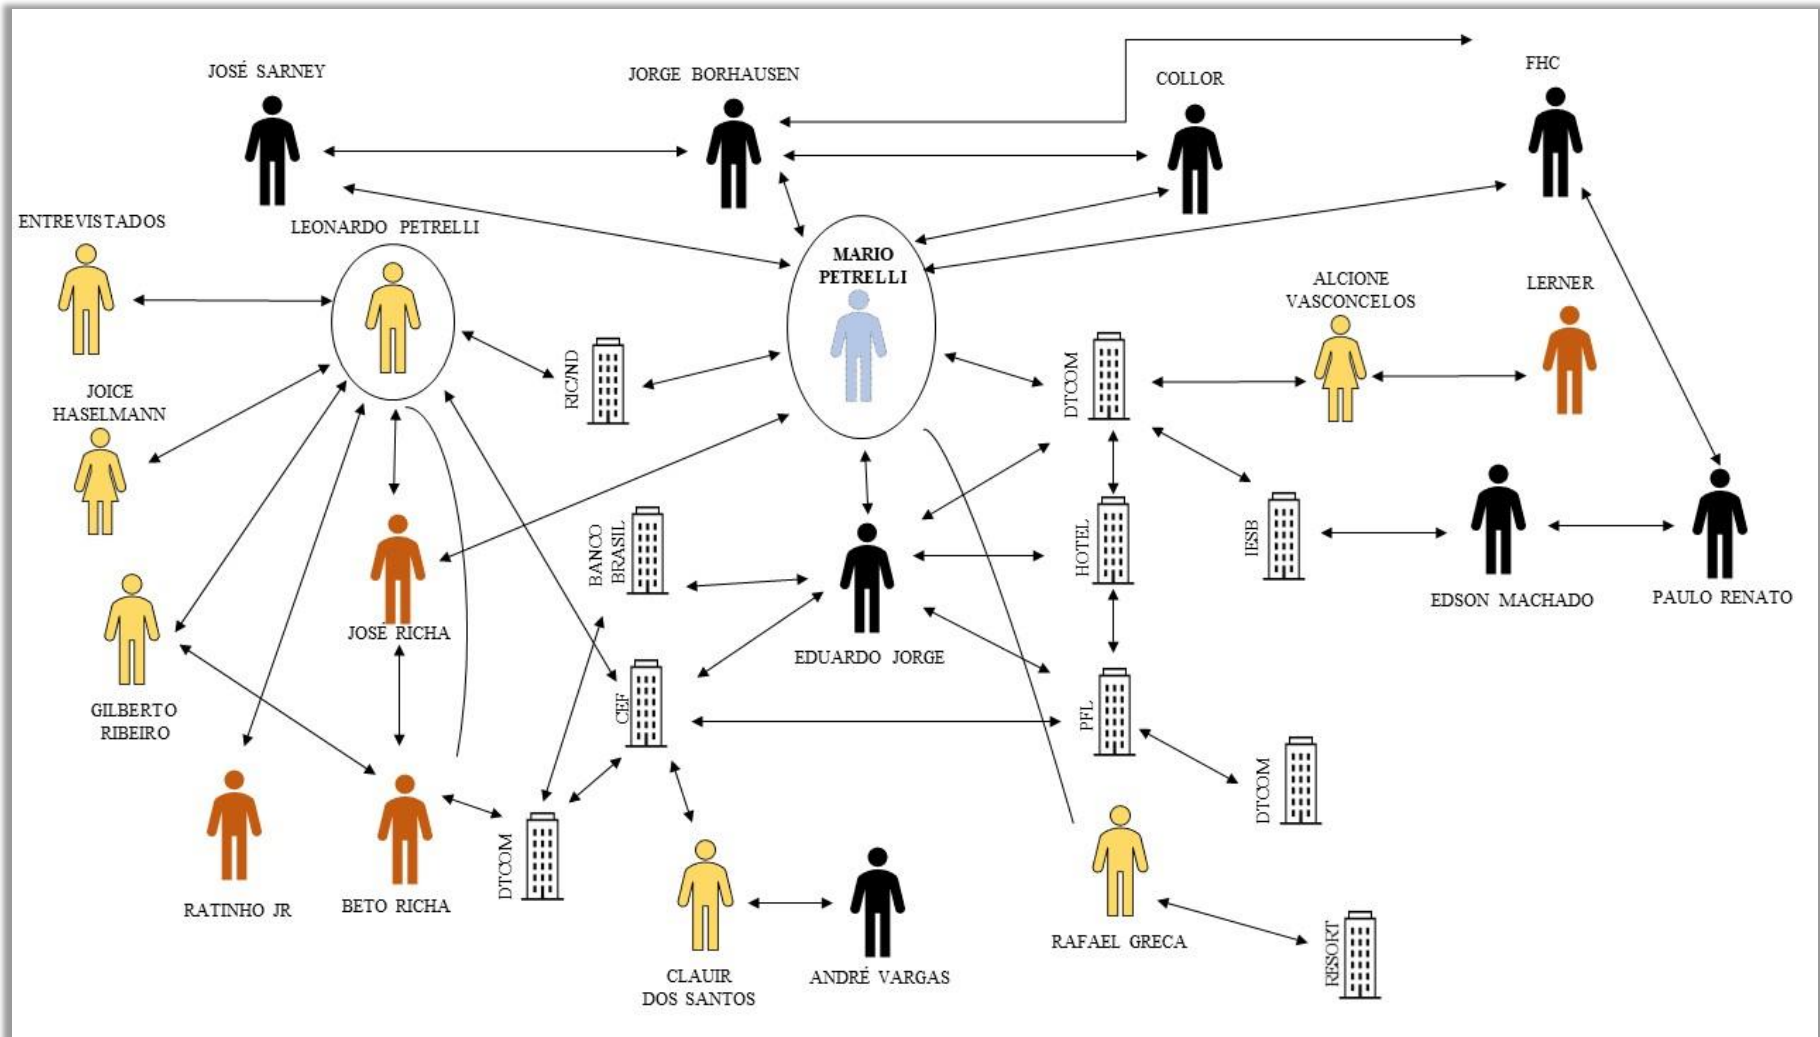 FHC
JOSÉ SARNEY
JORGE BORHAUSEN
COLLOR
ENTREVISTADOS
LEONARDO PETRELLI
MARIO
PETRELLI
ALCIONE
VASCONCELOS
LERNER
RIC/ND
DTCOM
JOICE
HASELMANN
BANCO
BRASIL
HOTEL
IESB
EDSON MACHADO
PAULO RENATO
JOSÉ RICHA
EDUARDO JORGE
GILBERTO
RIBEIRO
CEF
PFL
DTCOM
DTCOM
RATINHO JR
BETO RICHA
RAFAEL GRECA
RESORT
CLAUIR
DOS SANTOS
ANDRÉ VARGAS